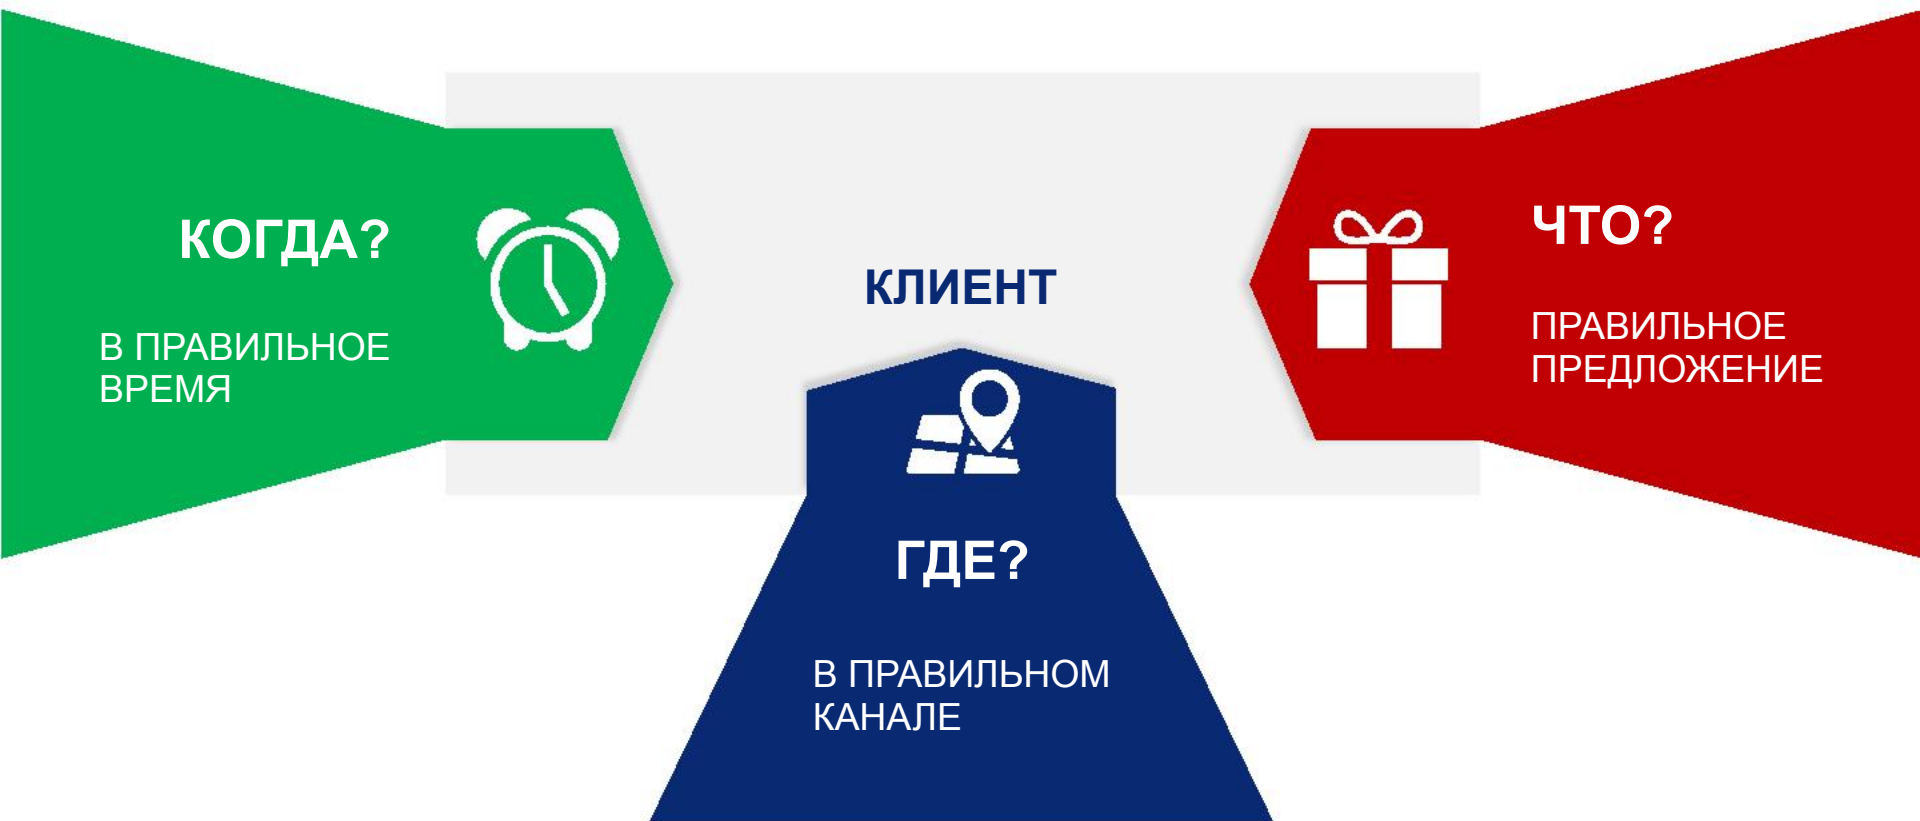 КОГДА?
В ПРАВИЛЬНОЕ
ВРЕМЯ
КЛИЕНТ
ЧТО?
ПРАВИЛЬНОЕ
ПРЕДЛОЖЕНИЕ
ГДЕ?
В ПРАВИЛЬНОМ
КАНАЛЕ